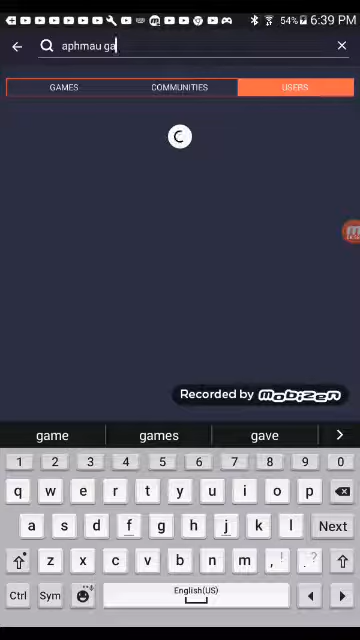 54% 6:39 PM
aphmau ga
GAMES COMMUNITIES USERS
Recorded by MOBIZEN
game games gave
1 2 3 4 5 6 7 8 9 0
q w e r t y u i o p
a s d f g h j k l Next
z x c v b n m , ! . ?
Ctrl Sym English(US)